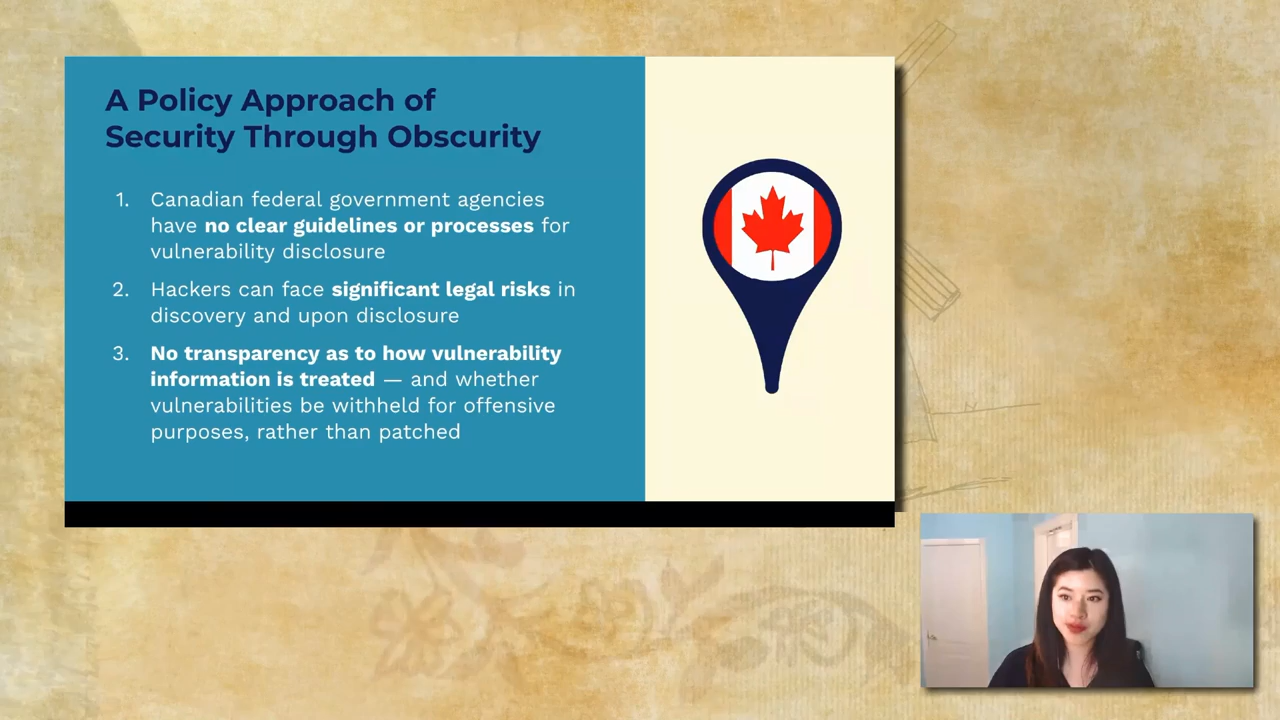 A Policy Approach of
Security Through Obscurity
1. Canadian federal government agencies
have no clear guidelines or processes for
vulnerability disclosure
2. Hackers can face significant legal risks in
discovery and upon disclosure
3. No transparency as to how vulnerability
information is treated — and whether
vulnerabilities be withheld for offensive
purposes, rather than patched